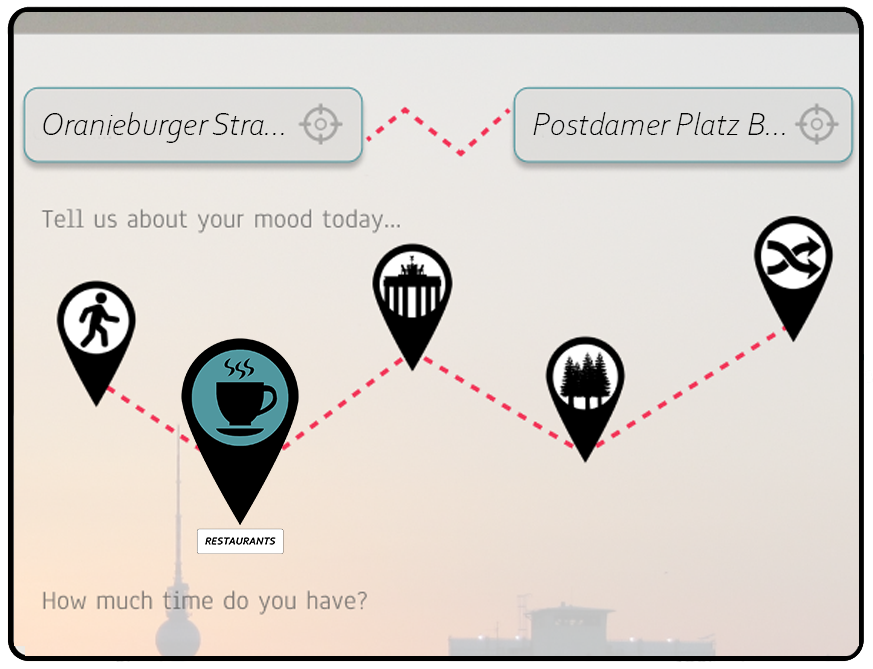 Oranieburger Stra...
Postdamer Platz B...
Tell us about your mood today...
RESTAURANTS
How much time do you have?